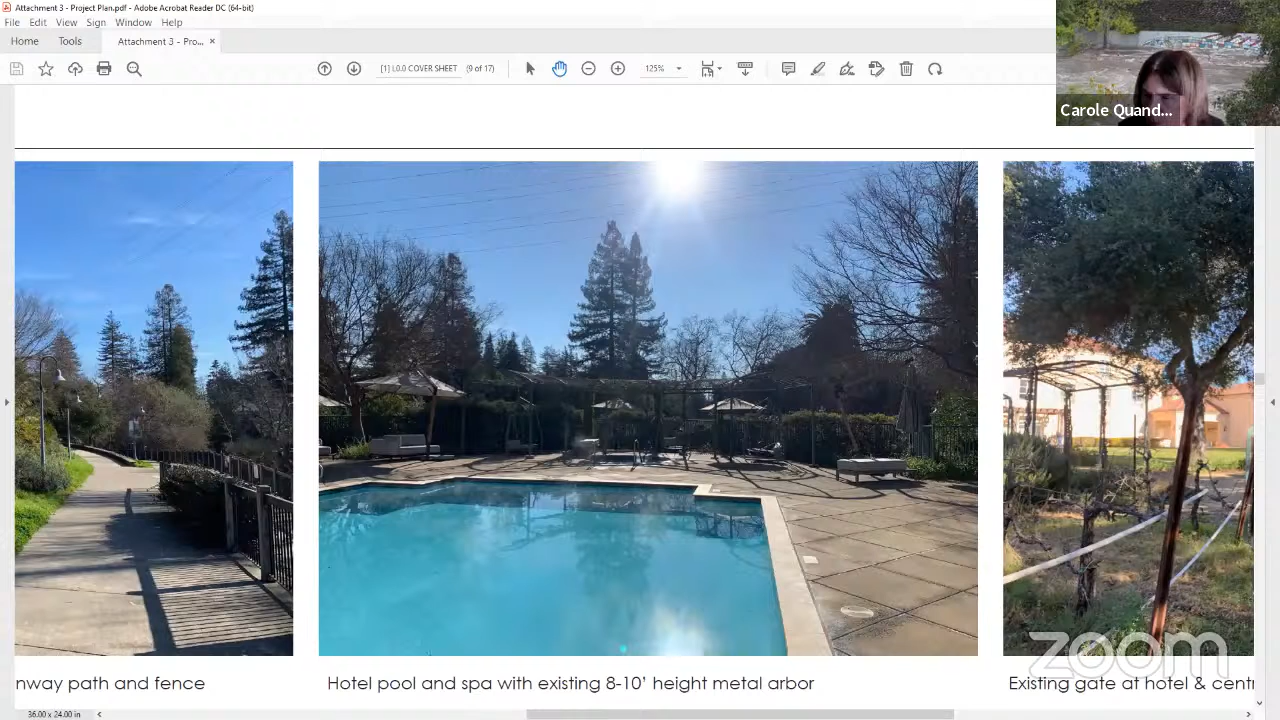 Attachment 3 - Project Plan.pdf - Adobe Acrobat Reader DC (64-bit)
File Edit View Sign Window Help
Home Tools Attachment 3 - Pro... ×
[1] L0.0 COVER SHEET (9 of 17) 125%
Carole Quand...
nway path and fence
Hotel pool and spa with existing 8-10' height metal arbor
Existing gate at hotel & centr
zoom
36.00 x 24.00 in